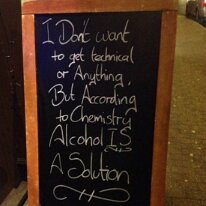 I Don't want
to get technical
or Anything,
But According
to Chemistry
Alcohol IS
A Solution